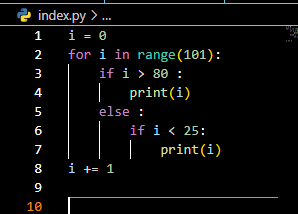 index.py > ...
1 i = 0
2 for i in range(101):
3     if i > 80 :
4         print(i)
5     else :
6         if i < 25:
7             print(i)
8 i += 1
9
10